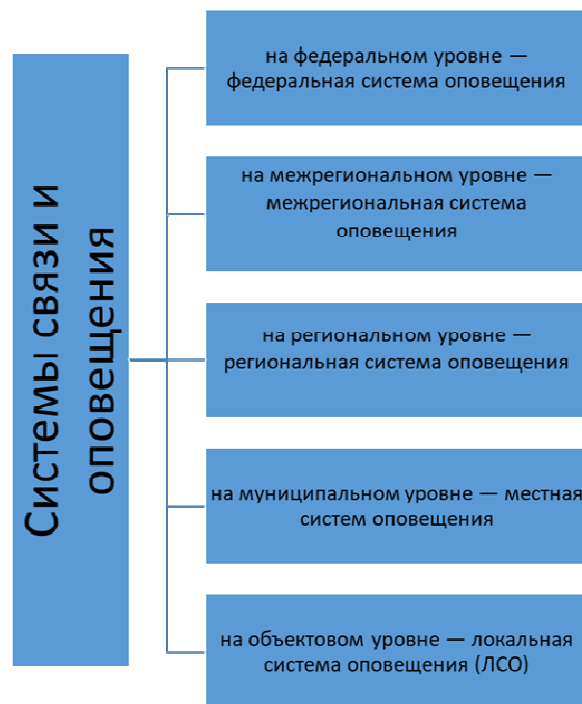 Системы связи и
оповещения
на федеральном уровне —
федеральная система оповещения
на межрегиональном уровне —
межрегиональная система
оповещения
на региональном уровне —
региональная система оповещения
на муниципальном уровне — местная
систем оповещения
на объектовом уровне — локальная
система оповещения (ЛСО)